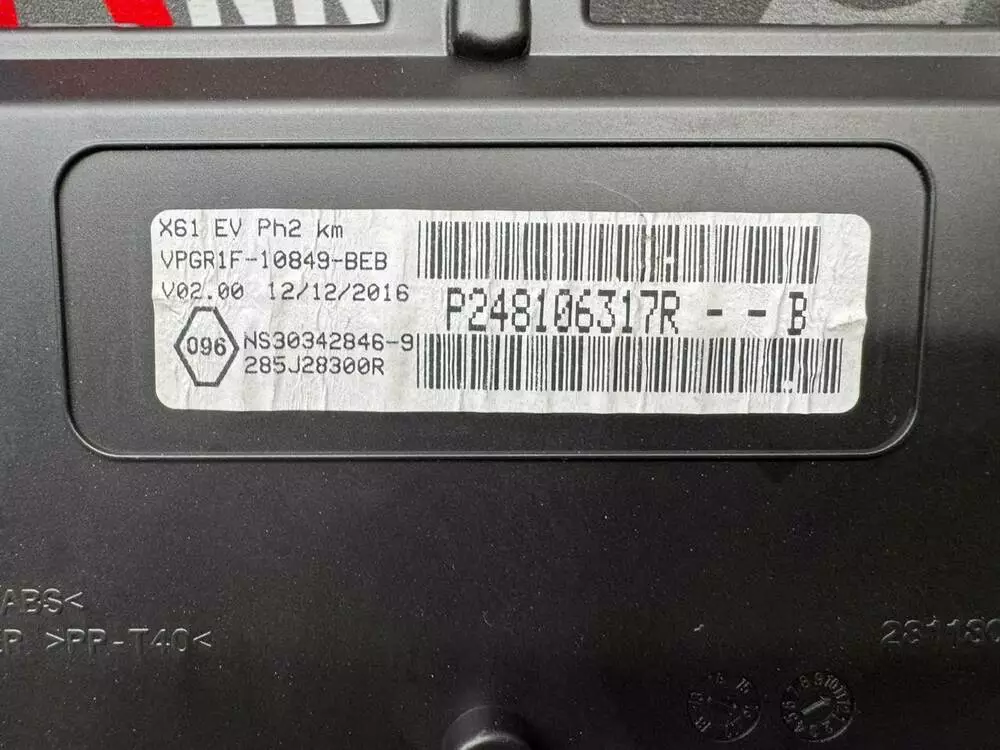 X61 EV Ph2 km
VPGR1F-10849-BEB
V02.00 12/12/2016
P248106317R - - B
096
NS30342846-9
285J28300R
ABS<
>PP-T40<